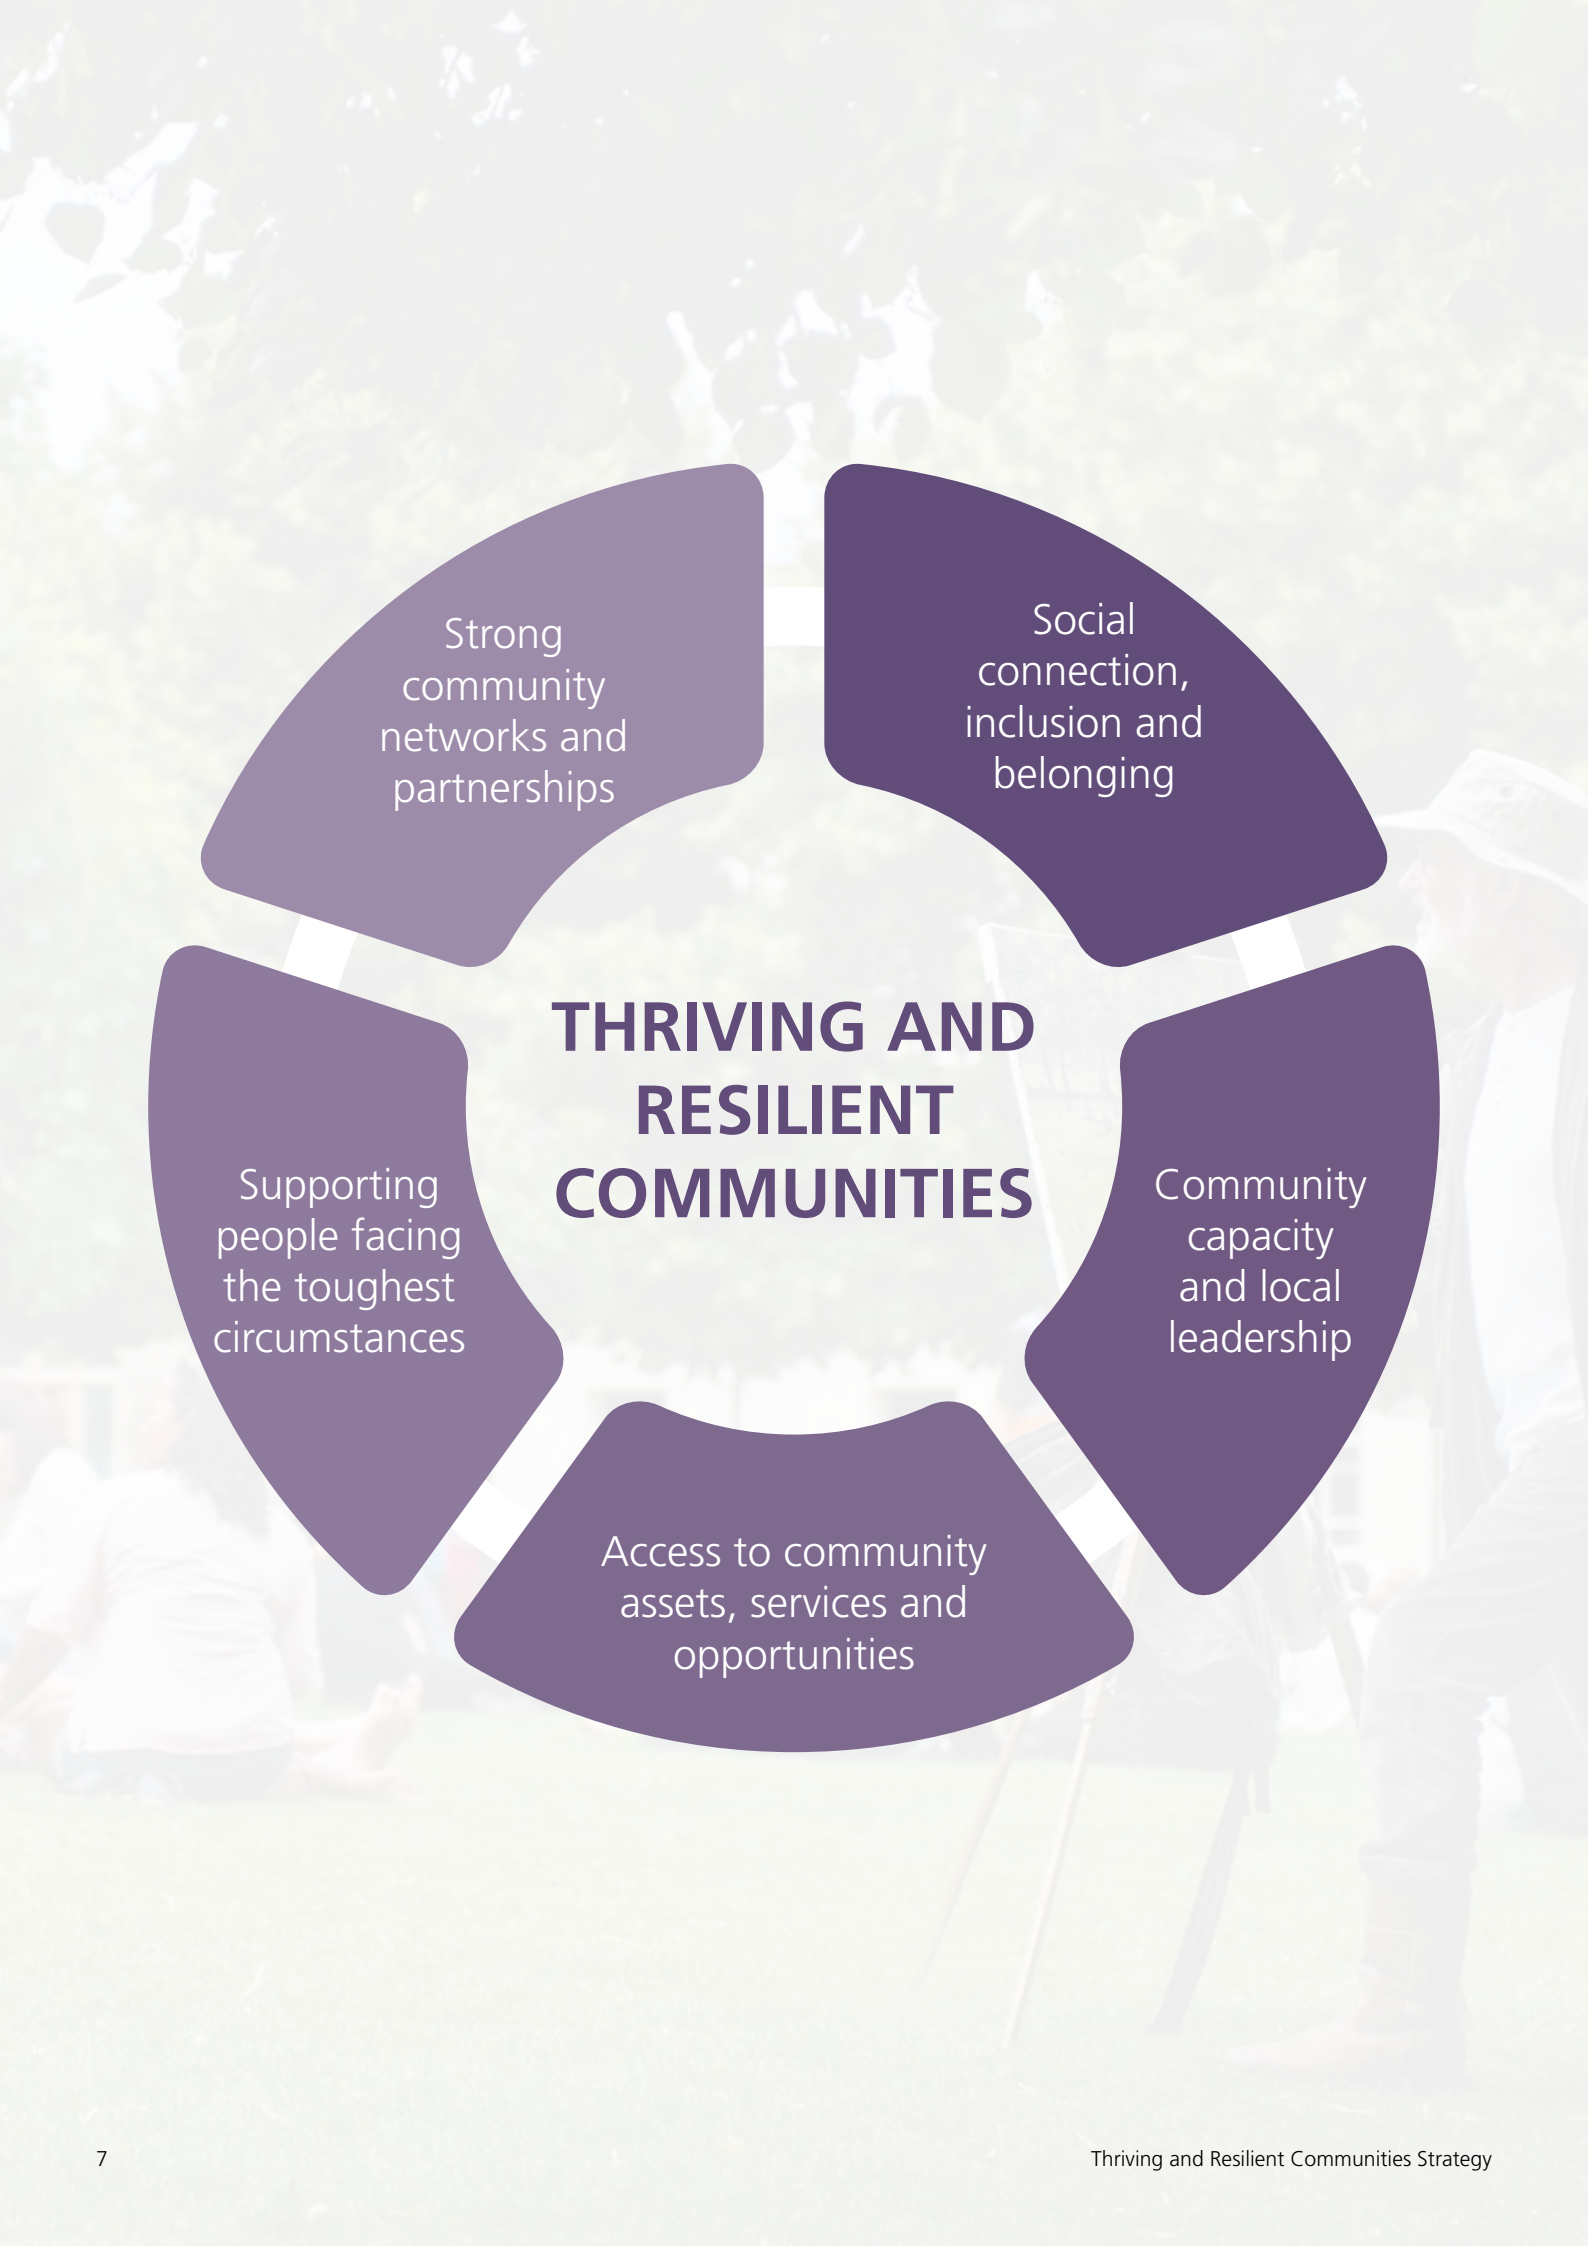 Strong
community
networks and
partnerships
Social
connection,
inclusion and
belonging
THRIVING AND
RESILIENT
COMMUNITIES
Supporting
people facing
the toughest
circumstances
Community
capacity
and local
leadership
Access to community
assets, services and
opportunities
7
Thriving and Resilient Communities Strategy